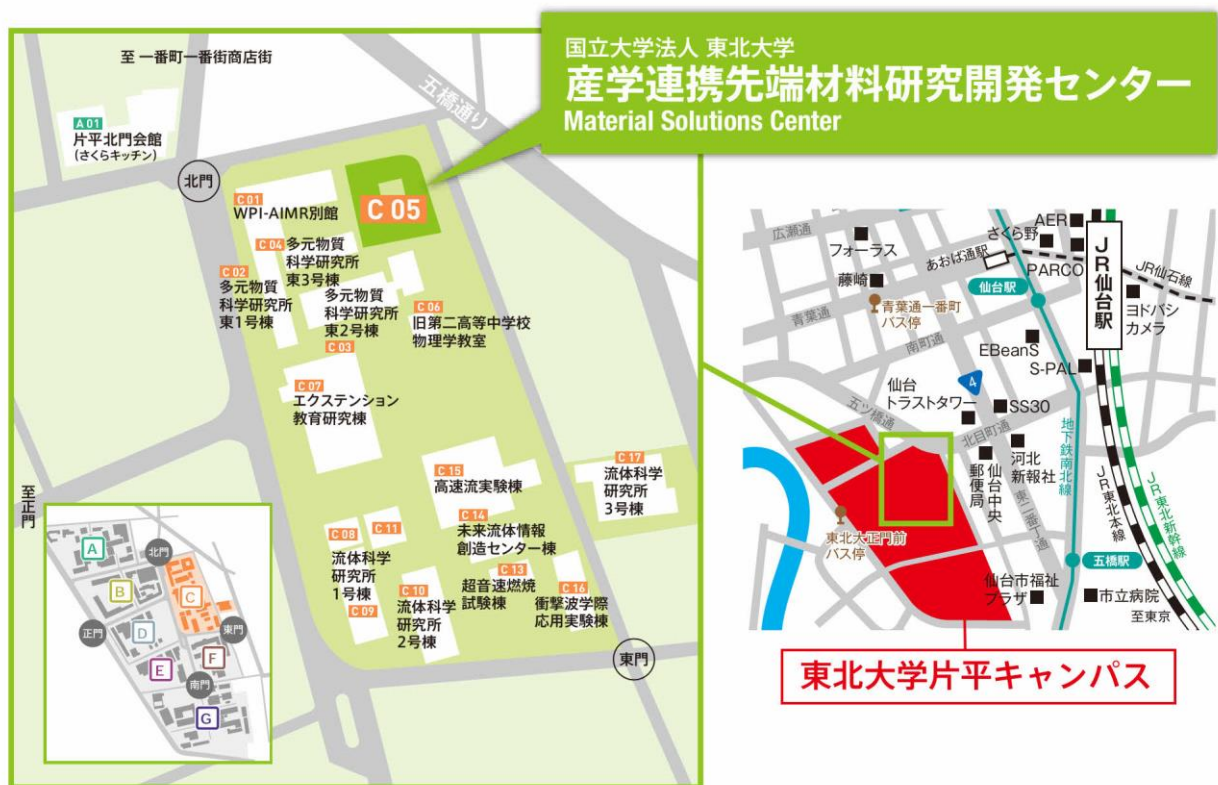 国立大学法人 東北大学
産学連携先端材料研究開発センター
Material Solutions Center
至 一番町一番街商店街
五橋通り
A 01
片平北門会館
(さくらキッチン)
北門
C 01
WPI-AIMR別館
C 05
C 04
多元物質
科学研究所
東3号棟
C 02
多元物質
科学研究所
東1号棟
多元物質
科学研究所
東2号棟
C 03
C 06
旧第二高等中学校
物理学教室
C 07
エクステンション
教育研究棟
C 15
高速流実験棟
C 17
流体科学
研究所
3号棟
C 14
未来流体情報
創造センター棟
C 08
流体科学
研究所
1号棟
C 09
C 11
C 10
流体科学
研究所
2号棟
C 13
超音速燃焼
試験棟
C 16
衝撃波学際
応用実験棟
東門
至正門
A
北門
B
C
D
正門
東門
E
F
南門
G
広瀬通
フォーラス
藤崎
青葉通一番町
バス停
青葉通
あおば通駅
さくら野
AER
PARCO
JR仙台駅
JR仙石線
仙台駅
ヨドバシ
カメラ
南町通
EBeanS
S-PAL
4
仙台
トラストタワー
SS30
五ツ橋通
北目町通
仙台中央
郵便局
河北
新報社
地下鉄南北線
JR東北本線
JR東北新幹線
東北大正門前
バス停
東二番丁通
五橋駅
仙台市福祉
プラザ
市立病院
至東京
東北大学片平キャンパス